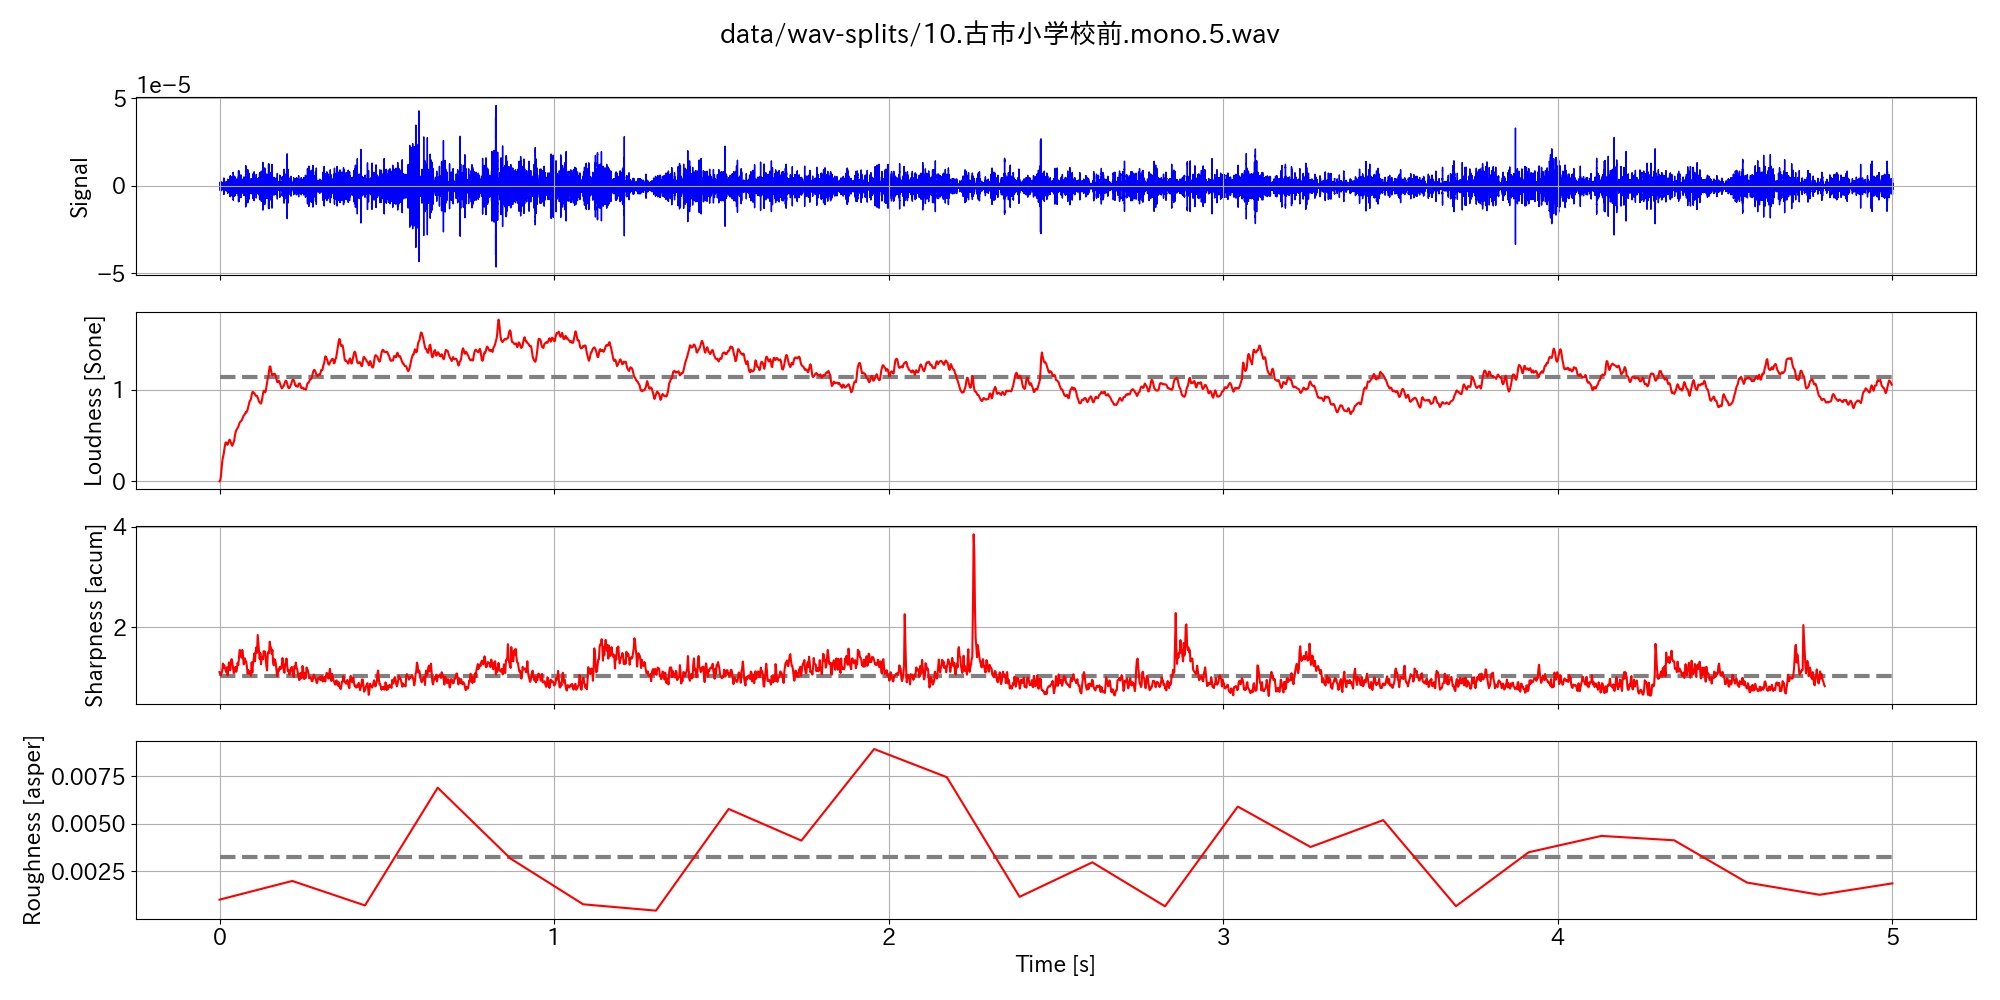 data/wav-splits/10.古市小学校前.mono.5.wav
1e−5
5
0
−5
Signal
1
0
Loudness [Sone]
4
2
Sharpness [acum]
0.0075
0.0050
0.0025
Roughness [asper]
0 1 2 3 4 5
Time [s]